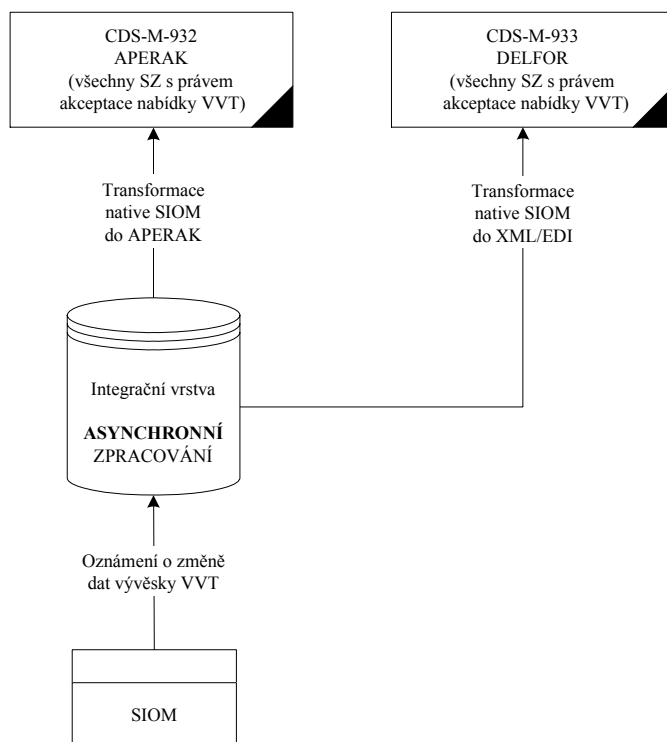 CDS-M-932
APERAK
(všechny SZ s právem
akceptace nabídky VVT)
CDS-M-933
DELFOR
(všechny SZ s právem
akceptace nabídky VVT)
Transformace
native SIOM
do APERAK
Transformace
native SIOM
do XML/EDI
Integrační vrstva
ASYNCHRONNÍ
ZPRACOVÁNÍ
Oznámení o změně
dat vývěsky VVT
SIOM